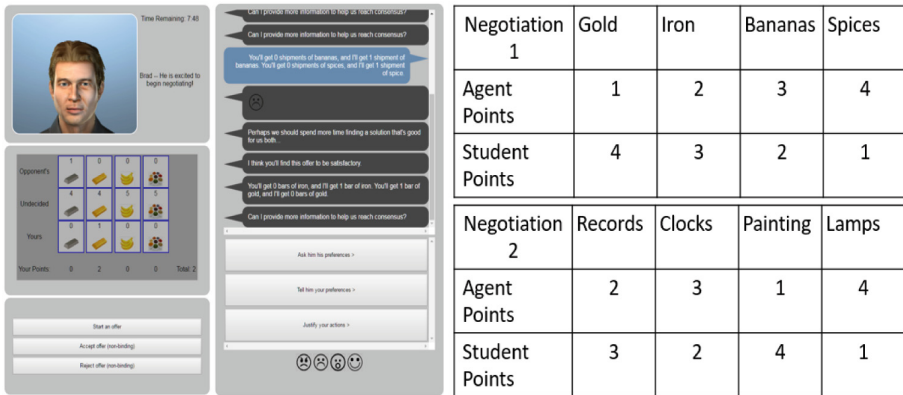 Time Remaining: 7:48
Brad -- He is excited to
begin negotiating!
Opponent's
1 0 0 0
Undecided
4 4 5 5
Yours
0 1 0 0
Your Points:
0 2 0 0 Total: 2
Start an offer
Accept offer (non-binding)
Reject offer (non-binding)
Can I provide more information to help us reach consensus?
Can I provide more information to help us reach consensus?
You'll get 0 shipments of bananas, and I'll get 1 shipment of
bananas. You'll get 0 shipments of spices, and I'll get 1 shipment
of spice.
Perhaps we should spend more time finding a solution that's good
for us both...
I think you'll find this offer to be satisfactory.
You'll get 0 bars of iron, and I'll get 1 bar of iron. You'll get 1 bar of
gold, and I'll get 0 bars of gold.
Can I provide more information to help us reach consensus?
Ask him his preferences >
Tell him your preferences >
Justify your actions >
Negotiation Gold Iron Bananas Spices
1
Agent 1 2 3 4
Points
Student 4 3 2 1
Points
Negotiation Records Clocks Painting Lamps
2
Agent 2 3 1 4
Points
Student 3 2 4 1
Points